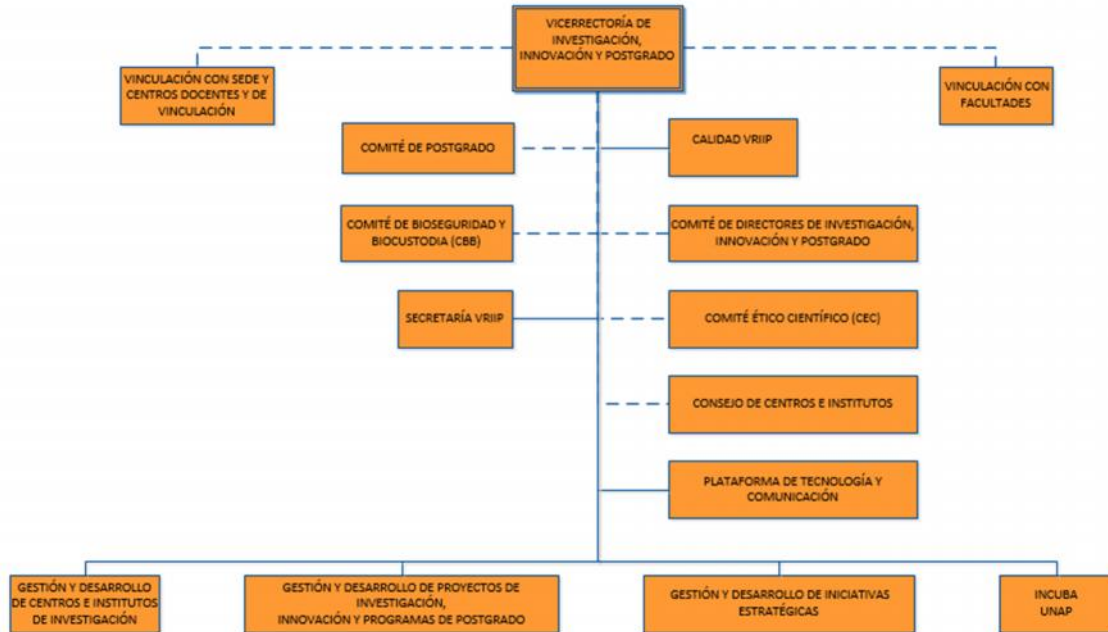 VICERRECTORÍA DE
INVESTIGACIÓN,
INNOVACIÓN Y POSTGRADO
VINCULACIÓN CON SEDE Y
CENTROS DOCENTES Y DE
VINCULACIÓN
VINCULACIÓN CON
FACULTADES
COMITÉ DE POSTGRADO
CALIDAD VRIIP
COMITÉ DE BIOSEGURIDAD Y
BIOCUSTODIA (CBB)
COMITÉ DE DIRECTORES DE INVESTIGACIÓN,
INNOVACIÓN Y POSTGRADO
SECRETARÍA VRIIP
COMITÉ ÉTICO CIENTÍFICO (CEC)
CONSEJO DE CENTROS E INSTITUTOS
PLATAFORMA DE TECNOLOGÍA Y
COMUNICACIÓN
GESTIÓN Y DESARROLLO
DE CENTROS E INSTITUTOS
DE INVESTIGACIÓN
GESTIÓN Y DESARROLLO DE PROYECTOS DE
INVESTIGACIÓN,
INNOVACIÓN Y PROGRAMAS DE POSTGRADO
GESTIÓN Y DESARROLLO DE INICIATIVAS
ESTRATÉGICAS
INCUBA
UNAP